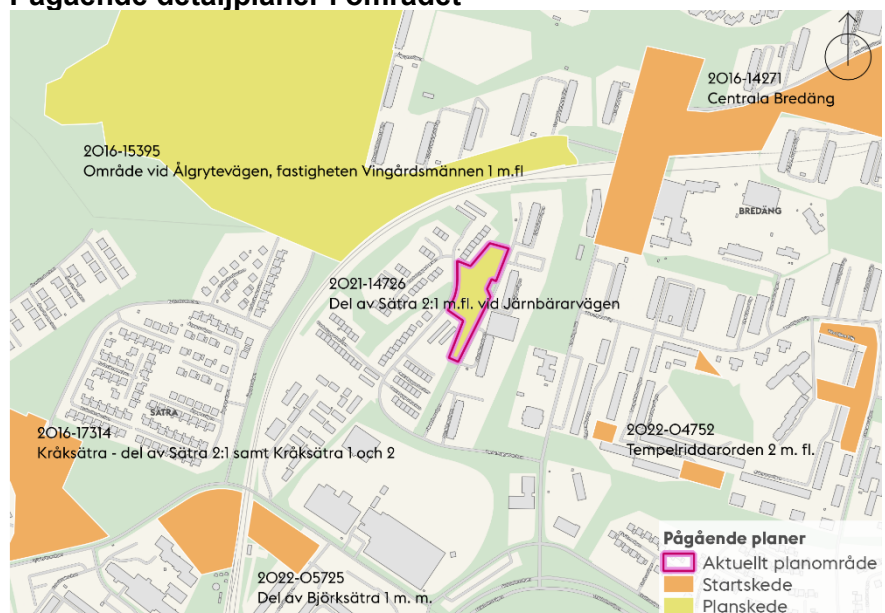 Pågående detaljplaner i området
2016-14271
Centrala Bredäng
2016-15395
Område vid Ålgrytevägen, fastigheten Vingårdsmännen 1 m.fl
BREDÄNG
2021-14726
Del av Sätra 2:1 m.fl. vid Järnbärarvägen
SÄTRA
2016-17314
Kråksätra - del av Sätra 2:1 samt Kråksätra 1 och 2
2022-04752
Tempelriddarorden 2 m. fl.
2022-05725
Del av Björksätra 1 m. m.
Pågående planer
Aktuellt planområde
Startskede
Planskede